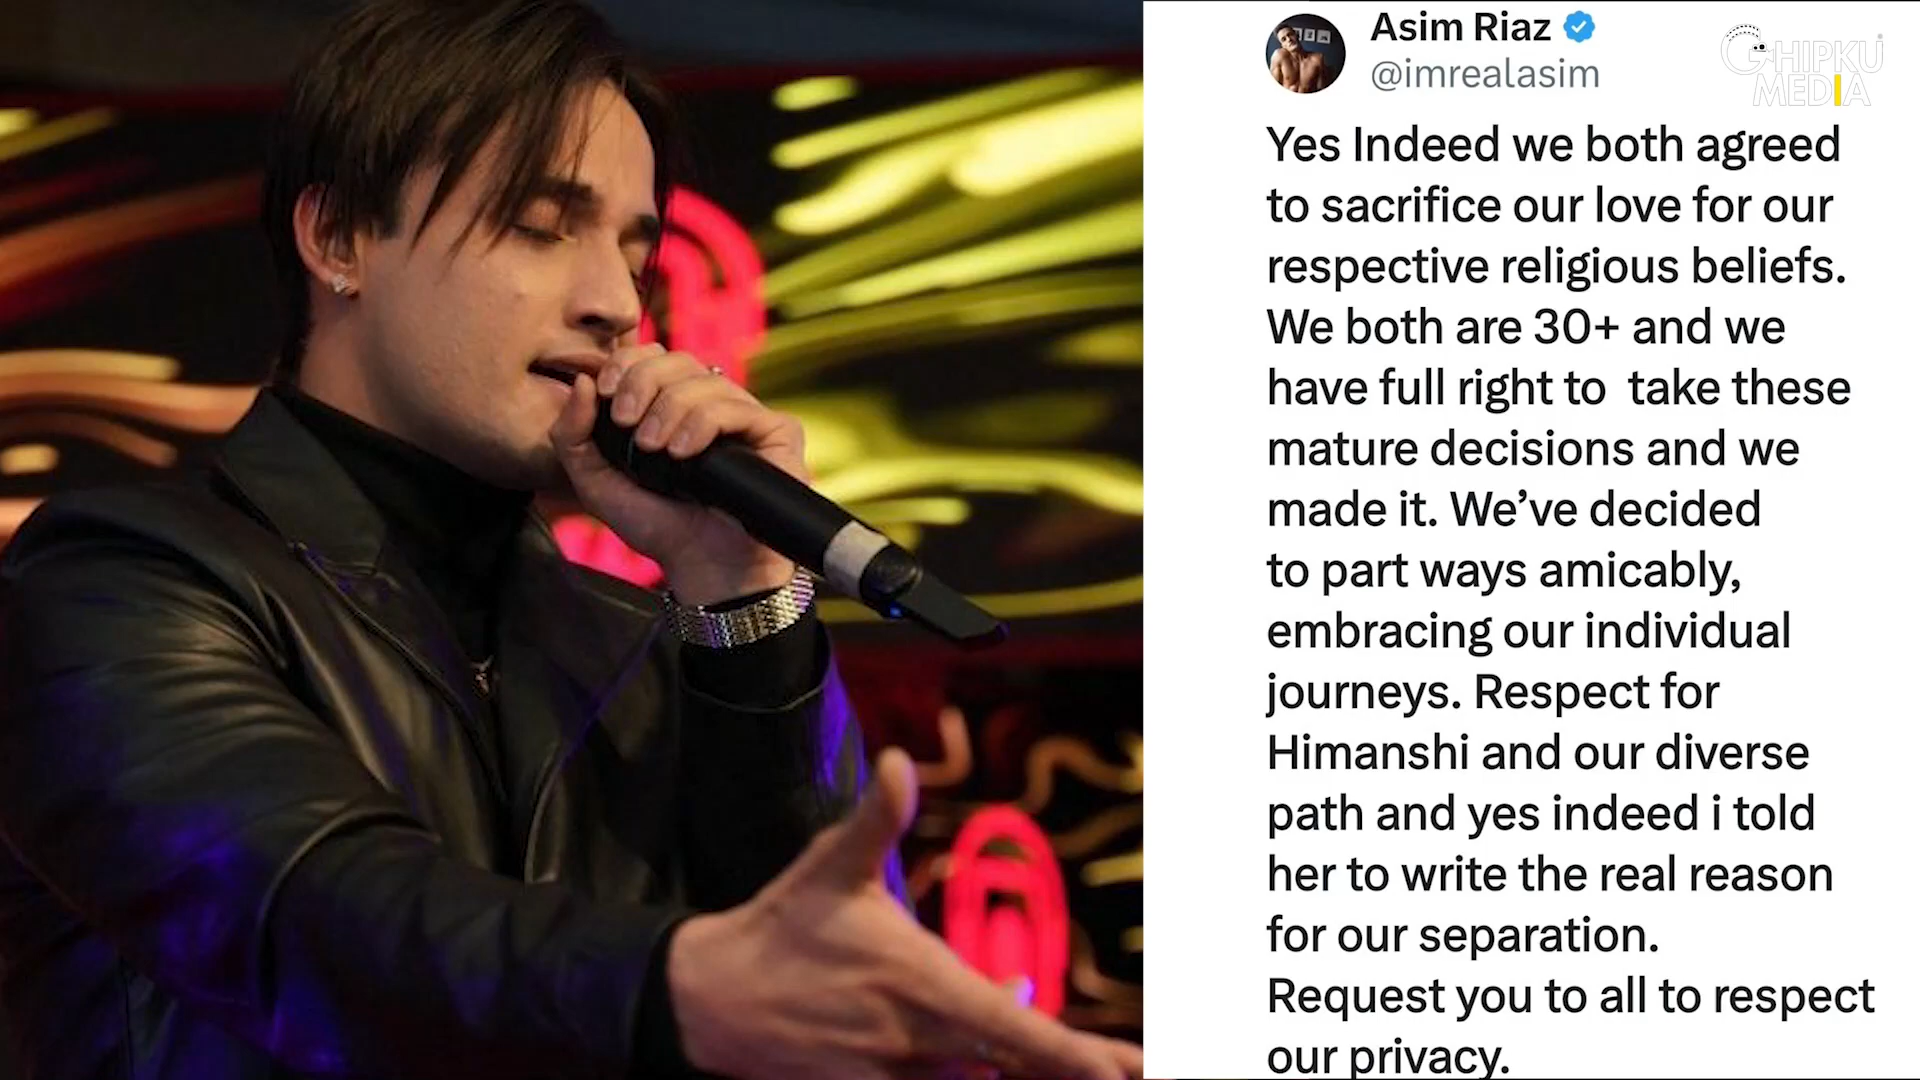 Asim Riaz
@imrealasim
CHIPKU
MEDIA
Yes Indeed we both agreed
to sacrifice our love for our
respective religious beliefs.
We both are 30+ and we
have full right to  take these
mature decisions and we
made it. We’ve decided
to part ways amicably,
embracing our individual
journeys. Respect for
Himanshi and our diverse
path and yes indeed i told
her to write the real reason
for our separation.
Request you to all to respect
our privacy.